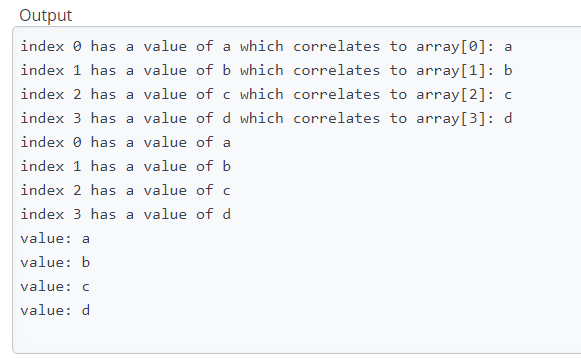 Output
index 0 has a value of a which correlates to array[0]: a
index 1 has a value of b which correlates to array[1]: b
index 2 has a value of c which correlates to array[2]: c
index 3 has a value of d which correlates to array[3]: d
index 0 has a value of a
index 1 has a value of b
index 2 has a value of c
index 3 has a value of d
value: a
value: b
value: c
value: d